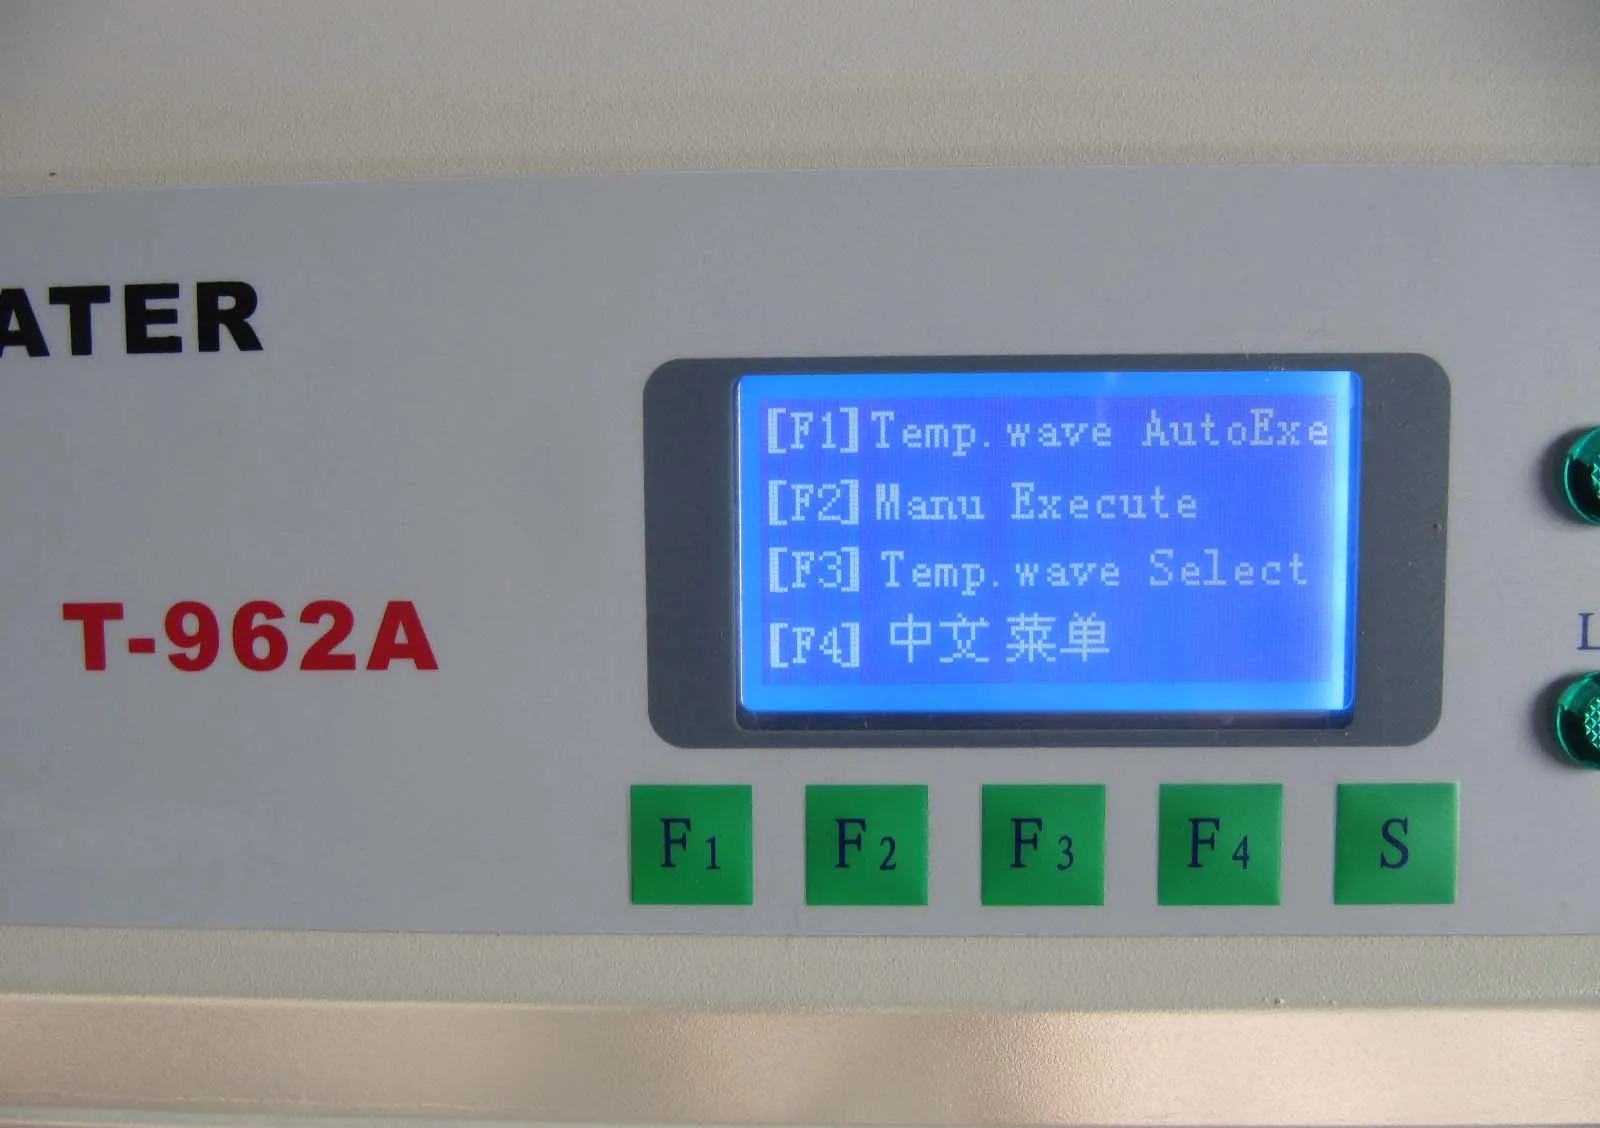 ATER
T-962A
[F1]Temp.wave AutoExe
[F2]Manu Execute
[F3]Temp.wave Select
[F4] 中文菜单
L
F1 F2 F3 F4 S